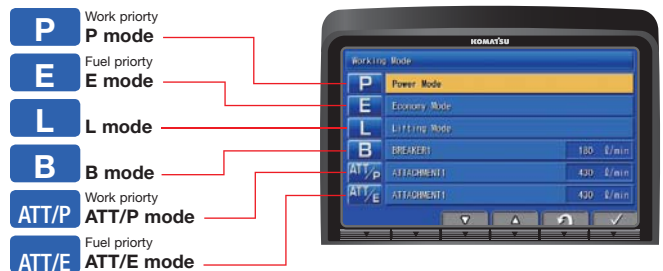 P
Work priorty
P mode
E
Fuel priorty
E mode
L
L mode
B
B mode
ATT/P
Work priorty
ATT/P mode
ATT/E
Fuel priorty
ATT/E mode
KOMATSU
Working Mode
P Power Mode
E Economy Mode
L Lifting Mode
B BREAKER1 180 ℓ/min
ATT/P ATTACHMENT1 430 ℓ/min
ATT/E ATTACHMENT1 430 ℓ/min